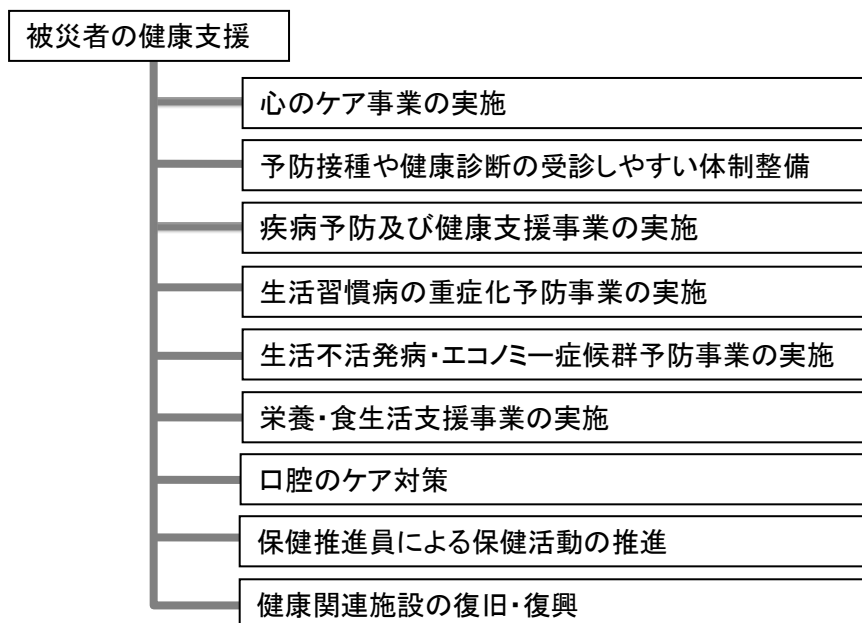 被災者の健康支援
心のケア事業の実施
予防接種や健康診断の受診しやすい体制整備
疾病予防及び健康支援事業の実施
生活習慣病の重症化予防事業の実施
生活不活発病・エコノミー症候群予防事業の実施
栄養・食生活支援事業の実施
口腔のケア対策
保健推進員による保健活動の推進
健康関連施設の復旧・復興